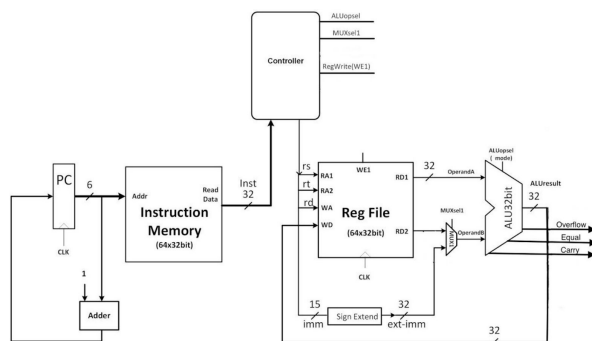 ALUopsel
MUXsel1
RegWrite(WE1)
Controller
PC
6
CLK
Addr
Read
Data
Instruction
Memory
(64x32bit)
Inst
32
rs
rt
rd
RA1
RA2
WA
WD
WE1
RD1
RD2
Reg File
(64x32bit)
CLK
32
OperandA
MUXsel1
MUX1
OperandB
ALUopsel
( mode)
ALU32bit
ALUresult
32
Overflow
Equal
Carry
1
Adder
15
imm
Sign Extend
32
ext-imm
32